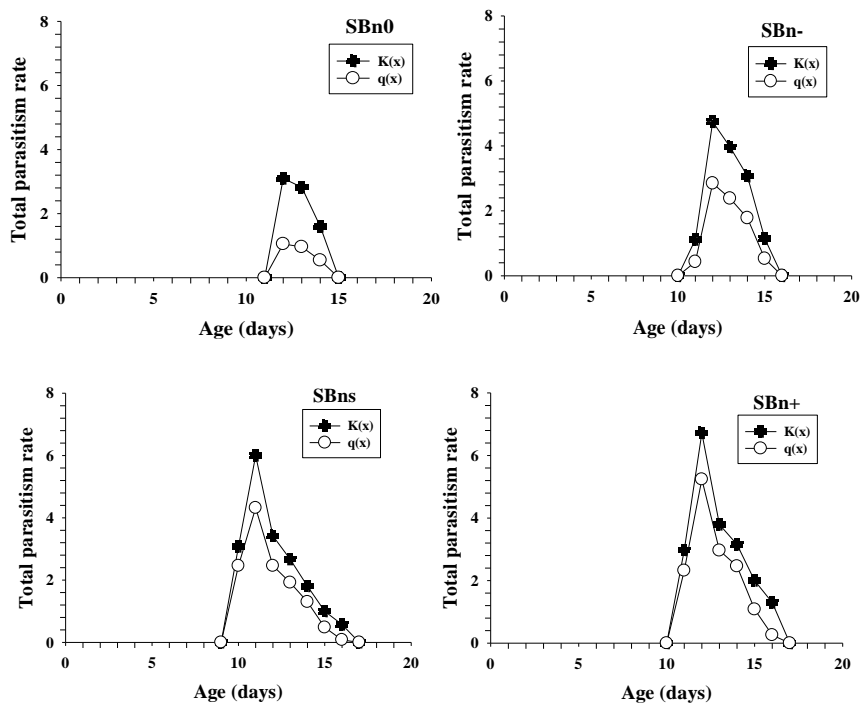 SBn0
K(x)
q(x)
Total parasitism rate
8
6
4
2
0
0 5 10 15 20
Age (days)
SBn-
K(x)
q(x)
Total parasitism rate
8
6
4
2
0
0 5 10 15 20
Age (days)
SBns
K(x)
q(x)
Total parasitism rate
8
6
4
2
0
0 5 10 15 20
Age (days)
SBn+
K(x)
q(x)
Total parasitism rate
8
6
4
2
0
0 5 10 15 20
Age (days)